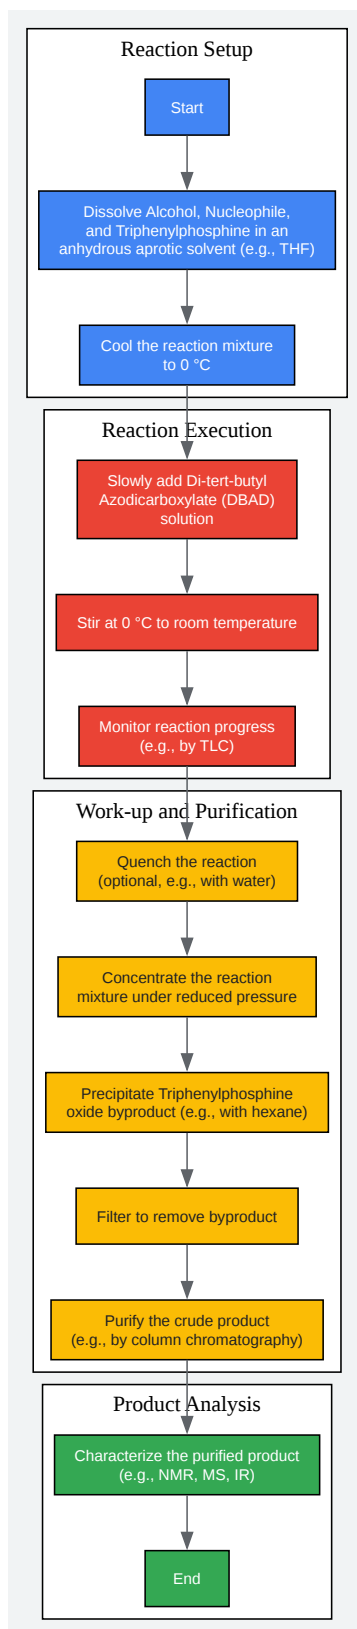 Reaction Setup
Start
Dissolve Alcohol, Nucleophile,
and Triphenylphosphine in an
anhydrous aprotic solvent (e.g., THF)
Cool the reaction mixture
to 0 °C
Reaction Execution
Slowly add Di-tert-butyl
Azodicarboxylate (DBAD)
solution
Stir at 0 °C to room temperature
Monitor reaction progress
(e.g., by TLC)
Work-up and Purification
Quench the reaction
(optional, e.g., with water)
Concentrate the reaction
mixture under reduced pressure
Precipitate Triphenylphosphine
oxide byproduct (e.g., with hexane)
Filter to remove byproduct
Purify the crude product
(e.g., by column chromatography)
Product Analysis
Characterize the purified product
(e.g., NMR, MS, IR)
End